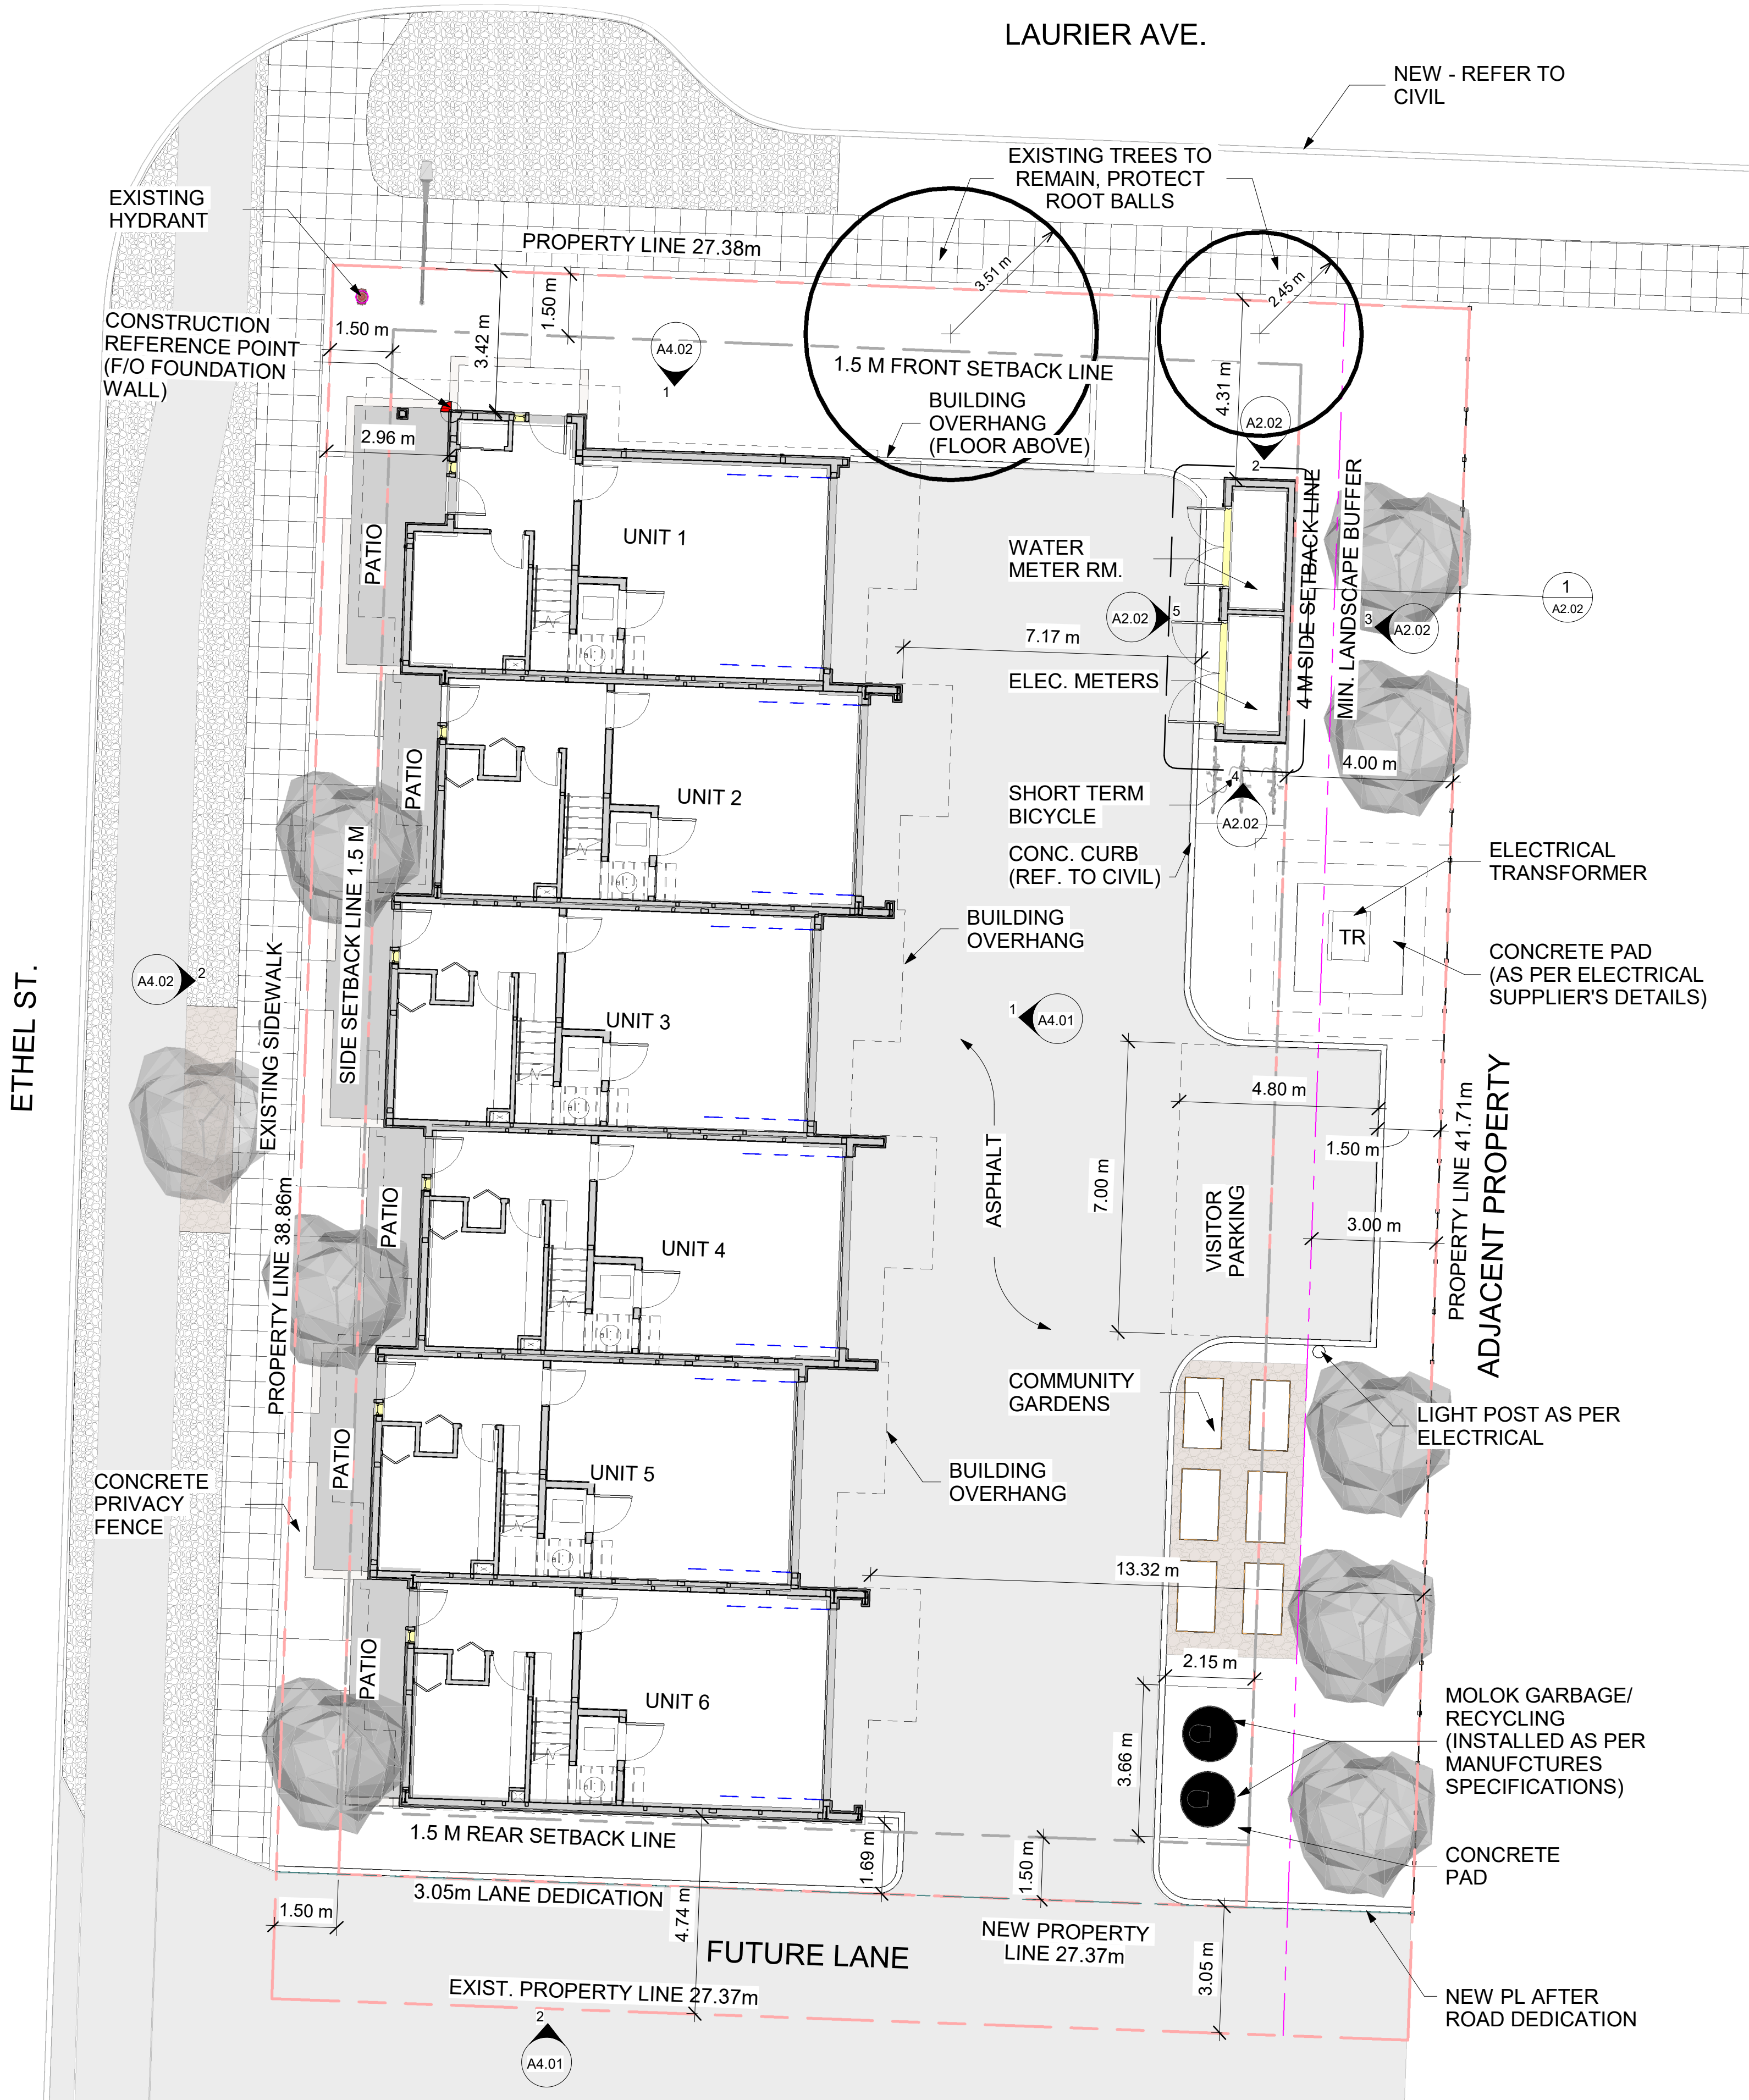 LAURIER AVE.
NEW - REFER TO
CIVIL
EXISTING TREES TO
REMAIN, PROTECT
ROOT BALLS
EXISTING
HYDRANT
PROPERTY LINE 27.38m
3.51 m
2.45 m
CONSTRUCTION
REFERENCE POINT
(F/O FOUNDATION
WALL)
1.50 m
3.42 m
1.50 m
A4.02
1
1.5 M FRONT SETBACK LINE
4.31 m
BUILDING
OVERHANG
(FLOOR ABOVE)
A2.02
2
2.96 m
PATIO
UNIT 1
WATER
METER RM.
4 M SIDE SETBACK LINE
MIN. LANDSCAPE BUFFER
1
A2.02
A2.02
5
3
A2.02
7.17 m
ELEC. METERS
4.00 m
PATIO
UNIT 2
SHORT TERM
BICYCLE
4
A2.02
CONC. CURB
(REF. TO CIVIL)
ELECTRICAL
TRANSFORMER
TR
SIDE SETBACK LINE 1.5 M
BUILDING
OVERHANG
CONCRETE PAD
(AS PER ELECTRICAL
SUPPLIER'S DETAILS)
ETHEL ST.
A4.02
2
EXISTING SIDEWALK
UNIT 3
1
A4.01
4.80 m
1.50 m
PROPERTY LINE 41.71m
ADJACENT PROPERTY
ASPHALT
7.00 m
VISITOR
PARKING
3.00 m
PROPERTY LINE 38.86m
PATIO
UNIT 4
COMMUNITY
GARDENS
LIGHT POST AS PER
ELECTRICAL
PATIO
UNIT 5
BUILDING
OVERHANG
CONCRETE
PRIVACY
FENCE
13.32 m
PATIO
UNIT 6
2.15 m
3.66 m
MOLOK GARBAGE/
RECYCLING
(INSTALLED AS PER
MANUFCTURES
SPECIFICATIONS)
1.5 M REAR SETBACK LINE
1.69 m
1.50 m
CONCRETE
PAD
3.05m LANE DEDICATION
1.50 m
4.74 m
FUTURE LANE
NEW PROPERTY
LINE 27.37m
3.05 m
EXIST. PROPERTY LINE 27.37m
NEW PL AFTER
ROAD DEDICATION
2
A4.01